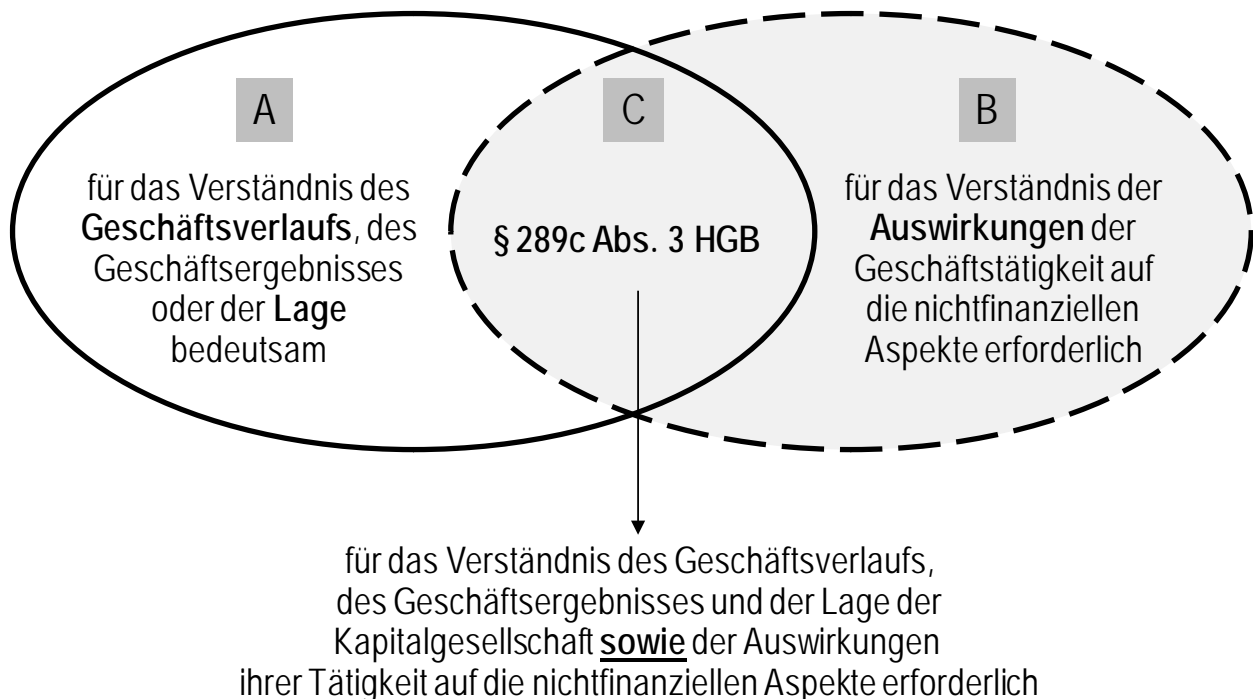 A
für das Verständnis des
Geschäftsverlaufs, des
Geschäftsergebnisses
oder der Lage
bedeutsam
C
§ 289c Abs. 3 HGB
B
für das Verständnis der
Auswirkungen der
Geschäftstätigkeit auf
die nichtfinanziellen
Aspekte erforderlich
für das Verständnis des Geschäftsverlaufs,
des Geschäftsergebnisses und der Lage der
Kapitalgesellschaft sowie der Auswirkungen
ihrer Tätigkeit auf die nichtfinanziellen Aspekte erforderlich